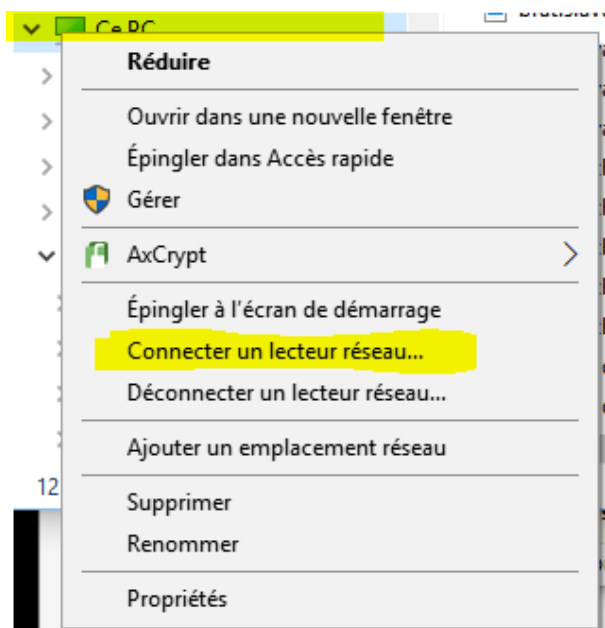 Ce PC
Réduire
Ouvrir dans une nouvelle fenêtre
Épingler dans Accès rapide
Gérer
AxCrypt
Épingler à l'écran de démarrage
Connecter un lecteur réseau...
Déconnecter un lecteur réseau...
Ajouter un emplacement réseau
12
Supprimer
Renommer
Propriétés